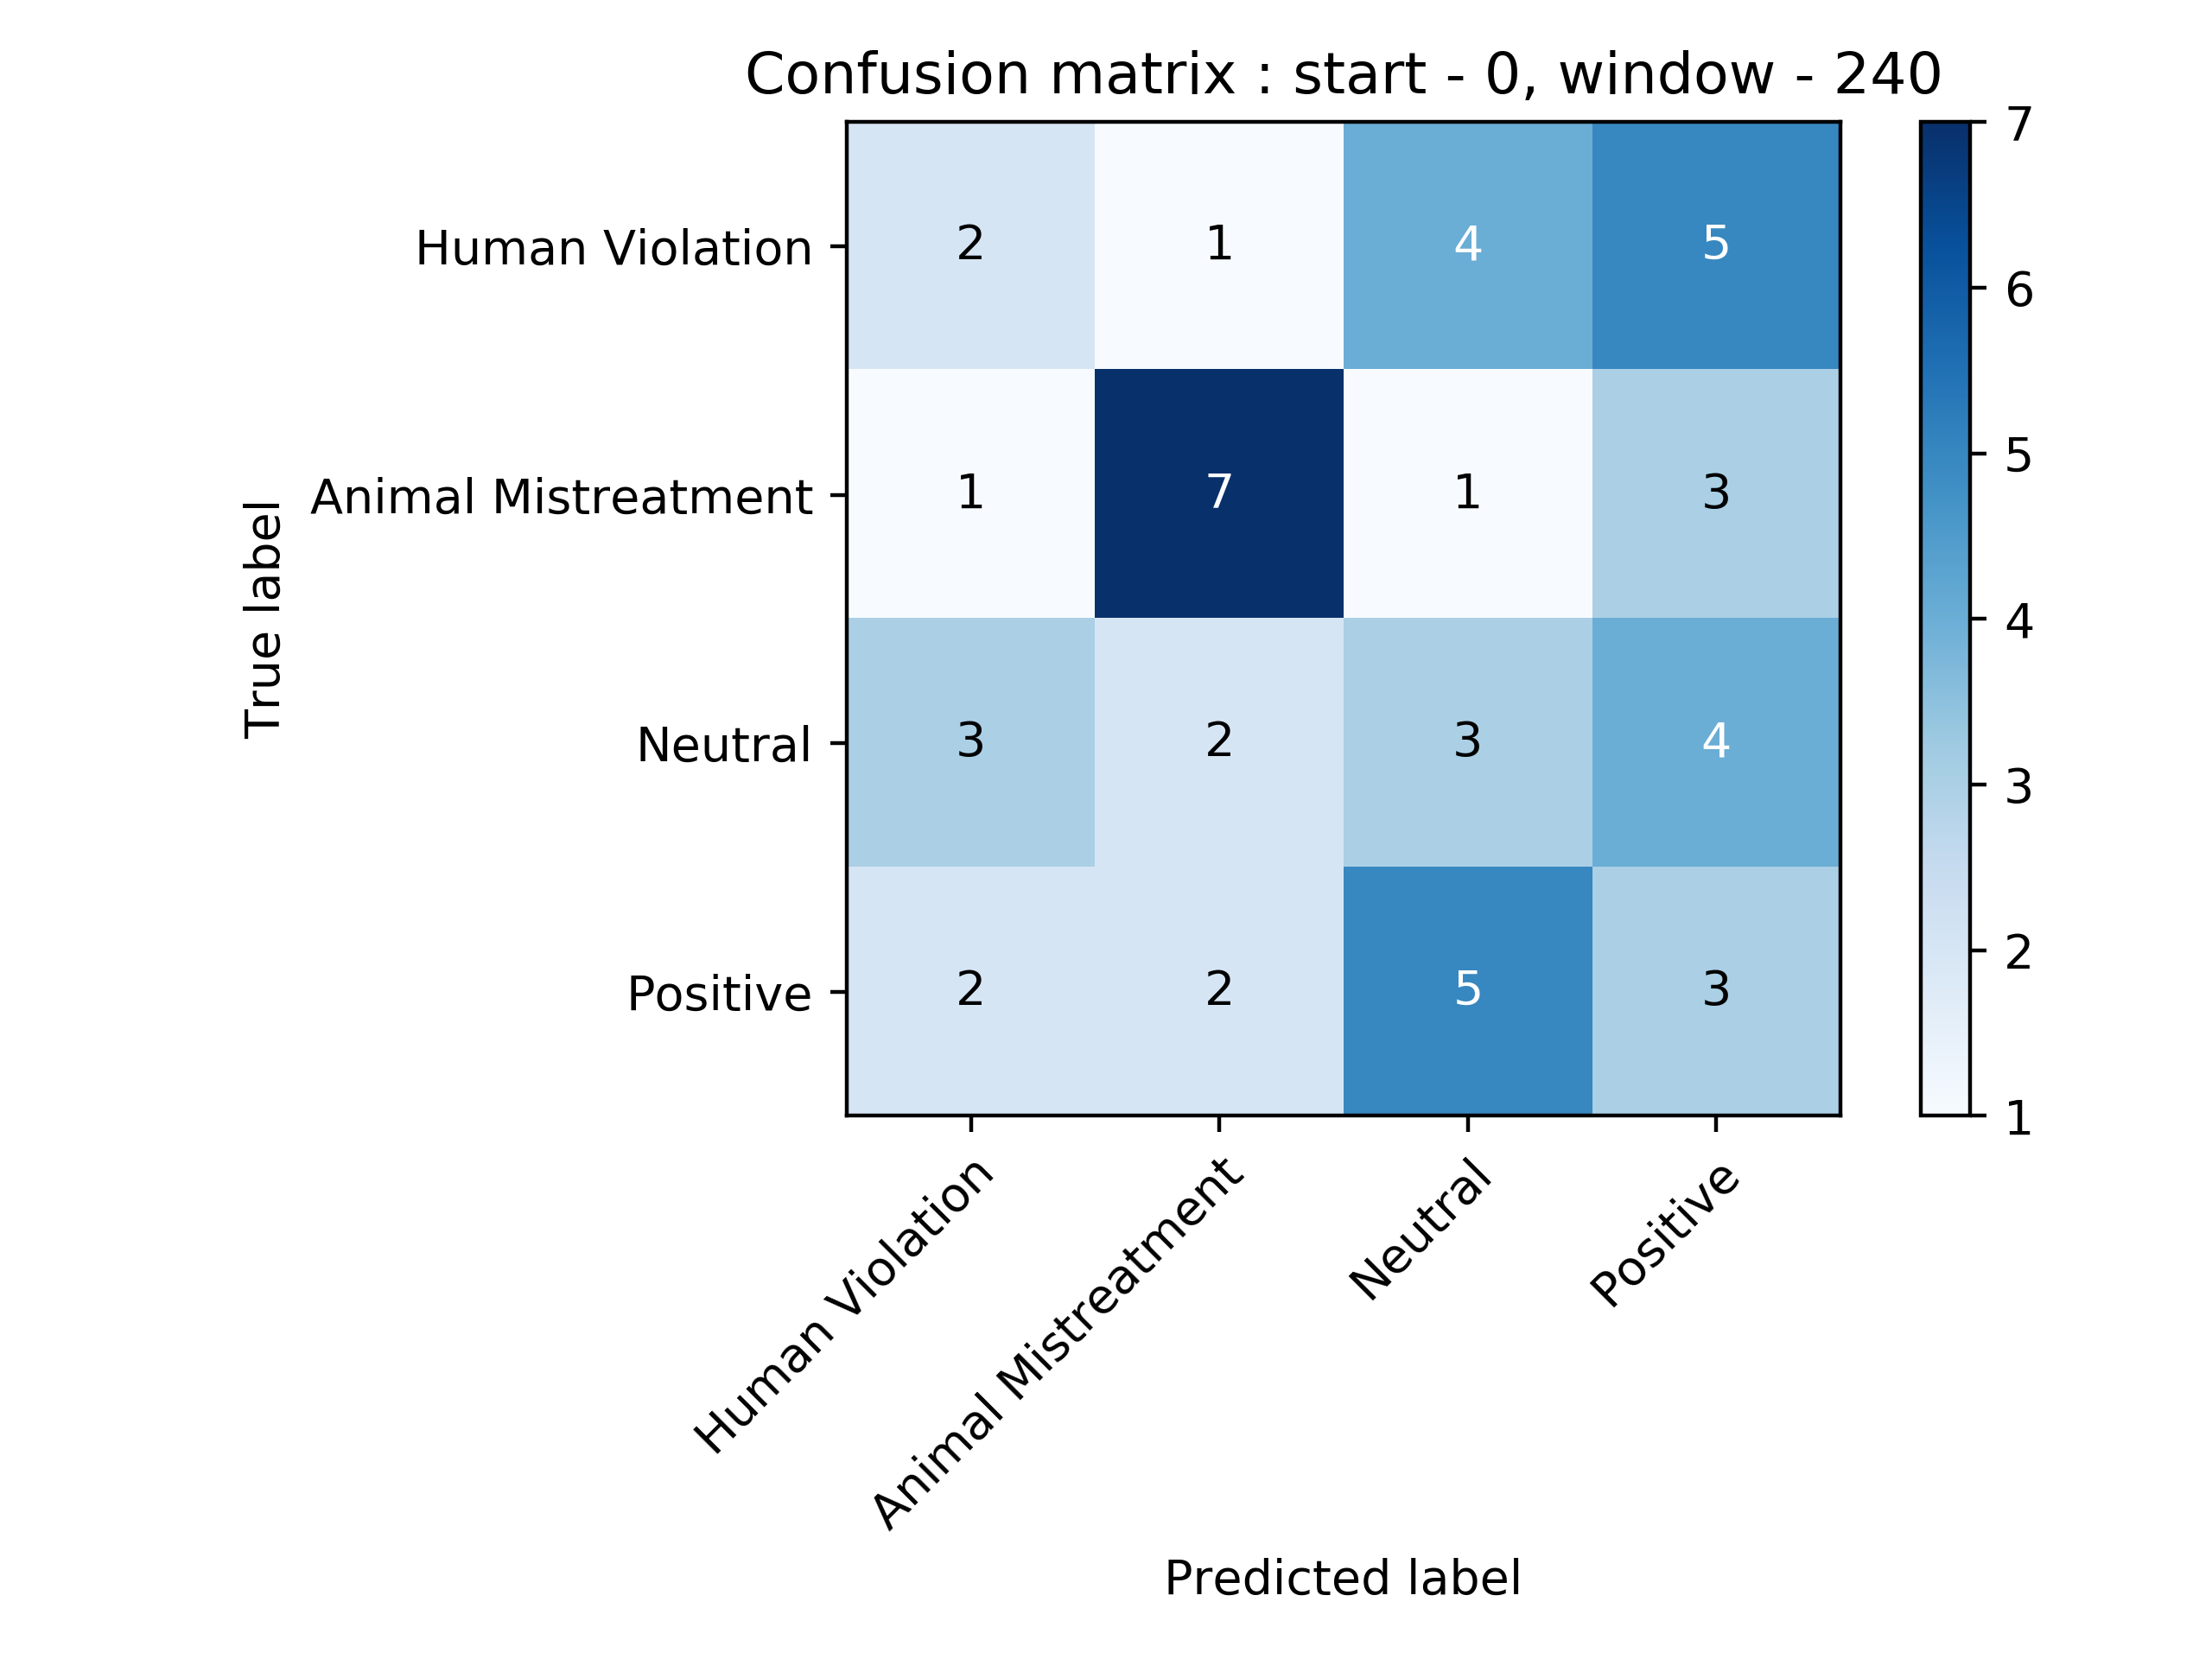 Confusion matrix : start - 0, window - 240
True label
Human Violation
2 1 4 5
Animal Mistreatment
1 7 1 3
Neutral
3 2 3 4
Positive
2 2 5 3
Human Violation
Animal Mistreatment
Neutral
Positive
Predicted label
7
6
5
4
3
2
1